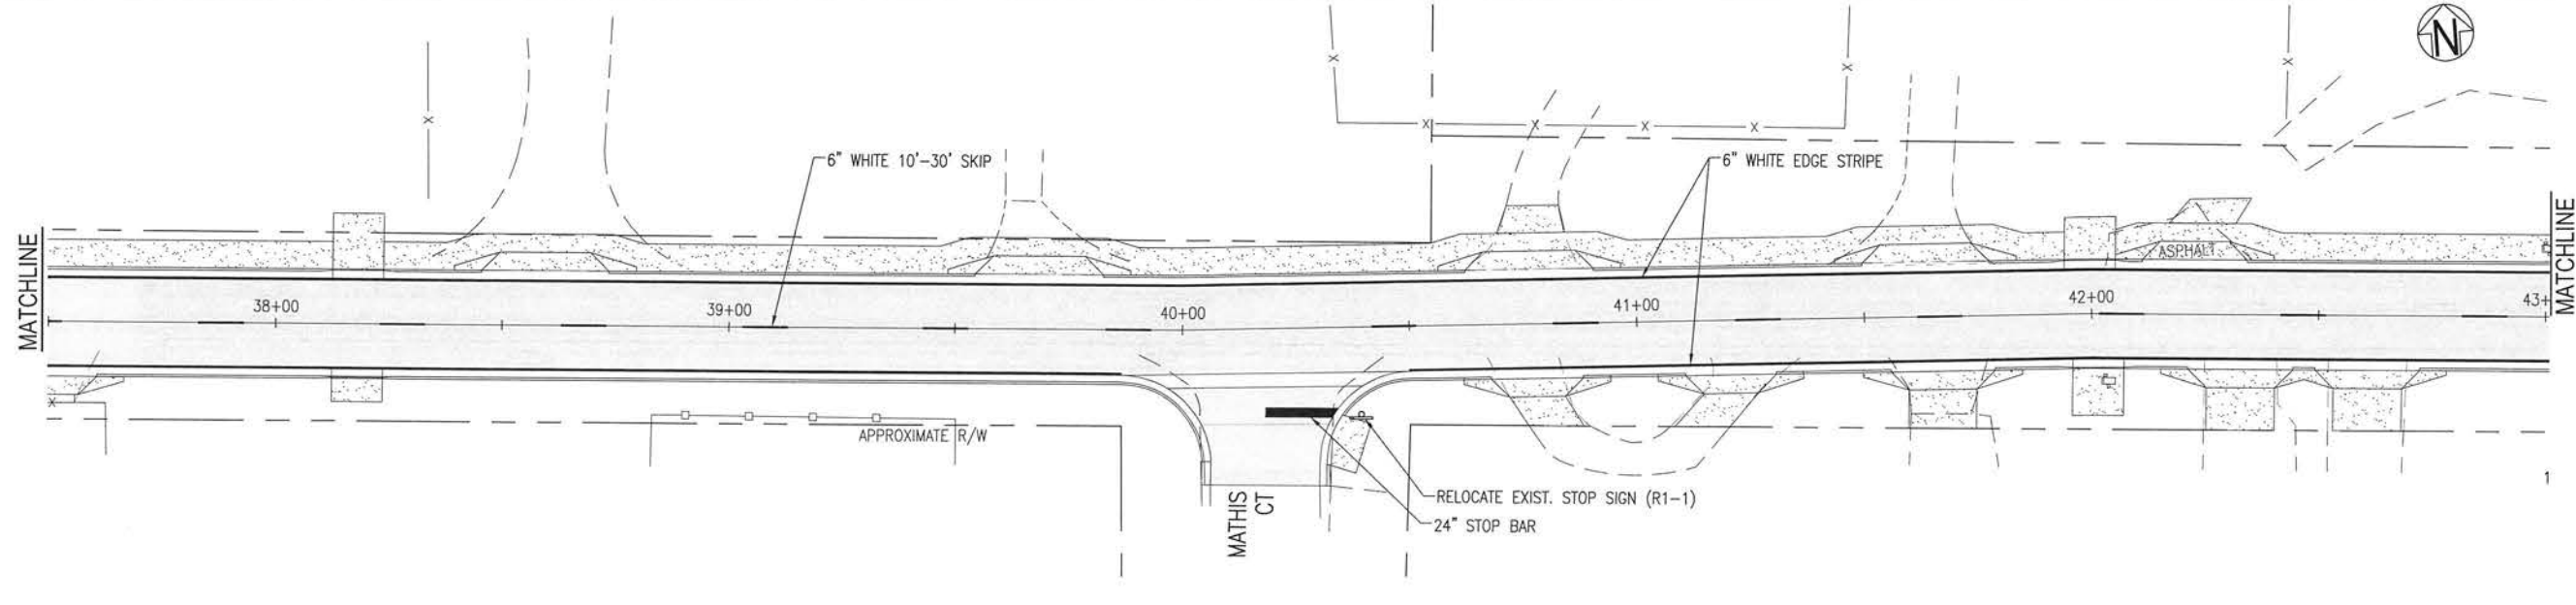 N
6" WHITE 10'-30' SKIP
6" WHITE EDGE STRIPE
MATCHLINE
MATCHLINE
ASPHALT
38+00
39+00
40+00
41+00
42+00
43+
APPROXIMATE R/W
RELOCATE EXIST. STOP SIGN (R1-1)
24" STOP BAR
MATHIS
CT
1
X
X
X
X
X
X
X
X
X